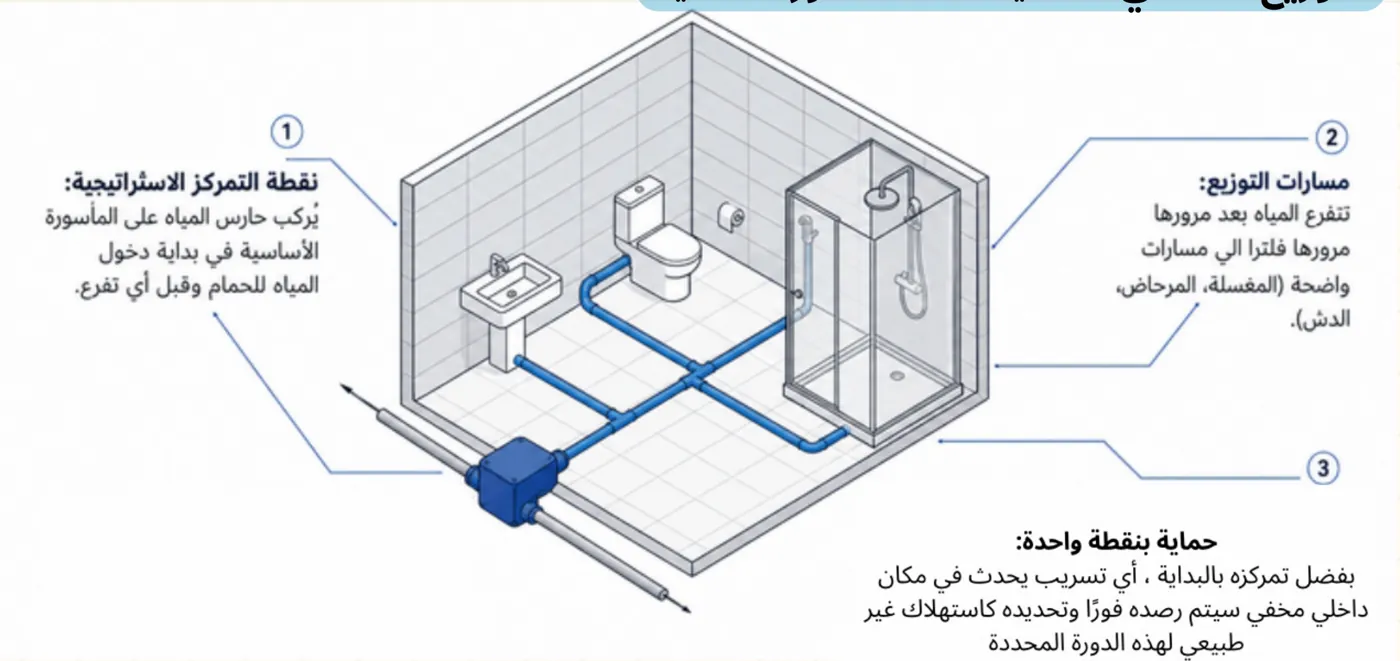 1
نقطة التمركز الاستراتيجية:
يُركب حارس المياه على المأسورة
الأساسية في بداية دخول
المياه للحمام وقبل أي تفرع.
2
مسارات التوزيع:
تتفرع المياه بعد مرورها
مرورها فلترا الي مسارات
واضحة (المغسلة، المرحاض،
الدش).
3
حماية بنقطة واحدة:
بفضل تمركزه بالبداية ، أي تسريب يحدث في مكان
داخلي مخفي سيتم رصده فورًا وتحديده كاستهلاك غير
طبيعي لهذه الدورة المحددة